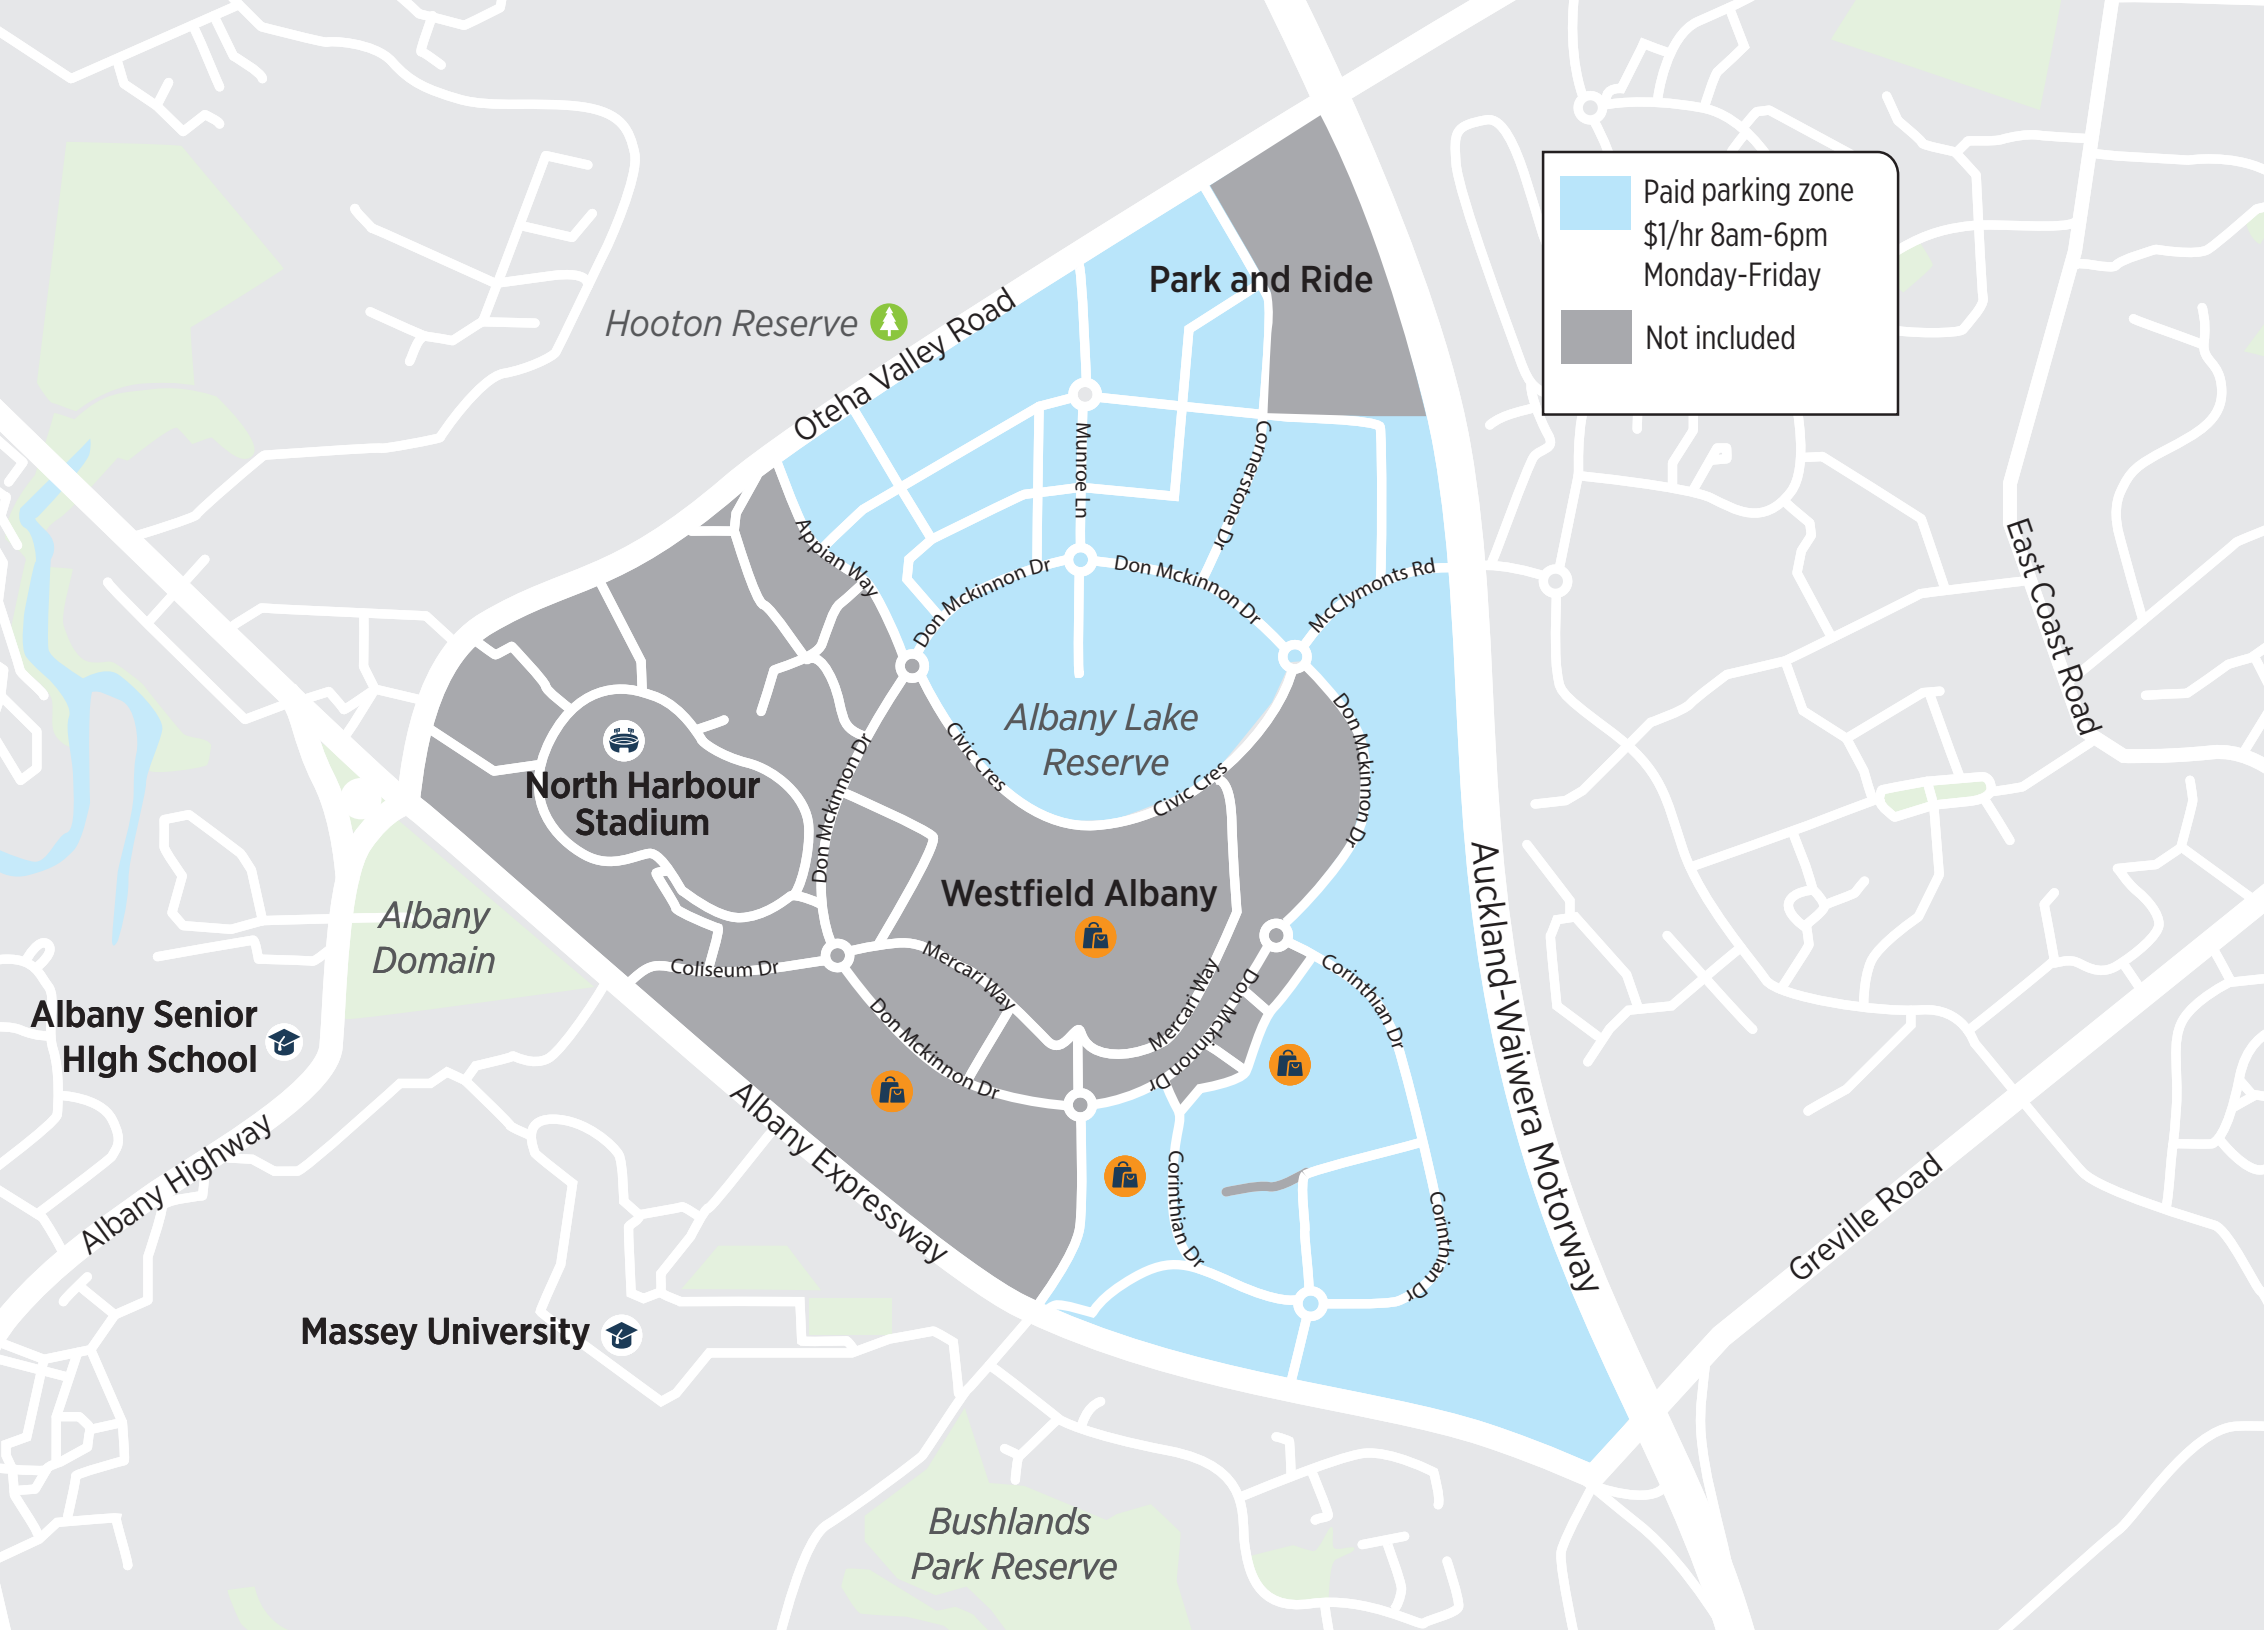 Paid parking zone
$1/hr 8am-6pm
Monday-Friday
Not included
Park and Ride
Hooton Reserve
Oteha Valley Road
Munroe Ln
Cornerstone Dr
Appian Way
Don Mckinnon Dr
Don Mckinnon Dr
McClymonts Rd
East Coast Road
Albany Lake
Reserve
Civic Cres
Civic Cres
Don Mckinnon Dr
Don Mckinnon Dr
North Harbour
Stadium
Westfield Albany
Auckland-Waiwera Motorway
Albany
Domain
Coliseum Dr
Mercari Way
Mercari Way
Don Mckinnon Dr
Don Mckinnon Dr
Corinthian Dr
Albany Senior
HIgh School
Albany Highway
Albany Expressway
Corinthian Dr
Corinthian Dr
Greville Road
Massey University
Bushlands
Park Reserve